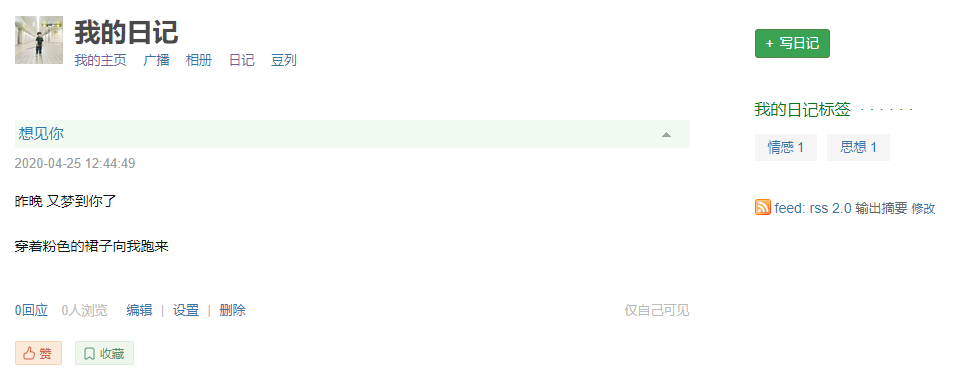 我的日记
我的主页 广播 相册 日记 豆列
+ 写日记
想见你
2020-04-25 12:44:49
昨晚 又梦到你了
穿着粉色的裙子向我跑来
0回应 0人浏览 编辑 | 设置 | 删除 仅自己可见
赞 收藏
我的日记标签 · · · · · ·
情感 1 思想 1
feed: rss 2.0 输出摘要 修改